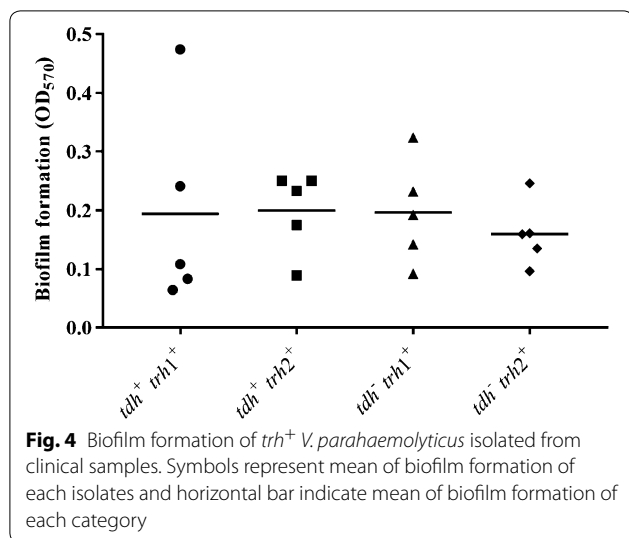 0.5
0.4
0.3
0.2
0.1
0.0
Biofilm formation (OD₅₇₀)
tdh⁺ trh1⁺
tdh⁺ trh2⁺
tdh⁻ trh1⁺
tdh⁻ trh2⁺
Fig. 4 Biofilm formation of trh⁺ V. parahaemolyticus isolated from
clinical samples. Symbols represent mean of biofilm formation of
each isolates and horizontal bar indicate mean of biofilm formation of
each category